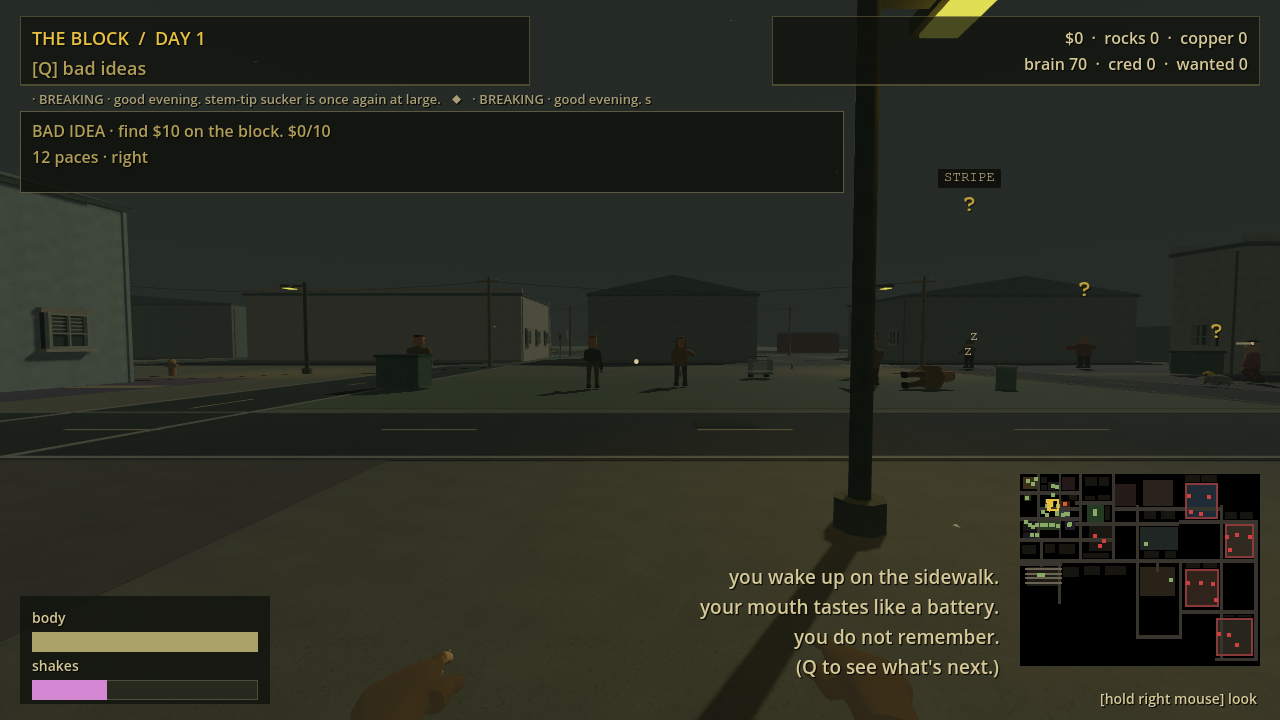 THE BLOCK / DAY 1
[Q] bad ideas
$0 · rocks 0 · copper 0
brain 70 · cred 0 · wanted 0
· BREAKING · good evening. stem-tip sucker is once again at large. ◆ · BREAKING · good evening. s
BAD IDEA · find $10 on the block. $0/10
12 paces · right
STRIPE
?
?
?
z
z
you wake up on the sidewalk.
your mouth tastes like a battery.
you do not remember.
(Q to see what's next.)
body
shakes
[hold right mouse] look